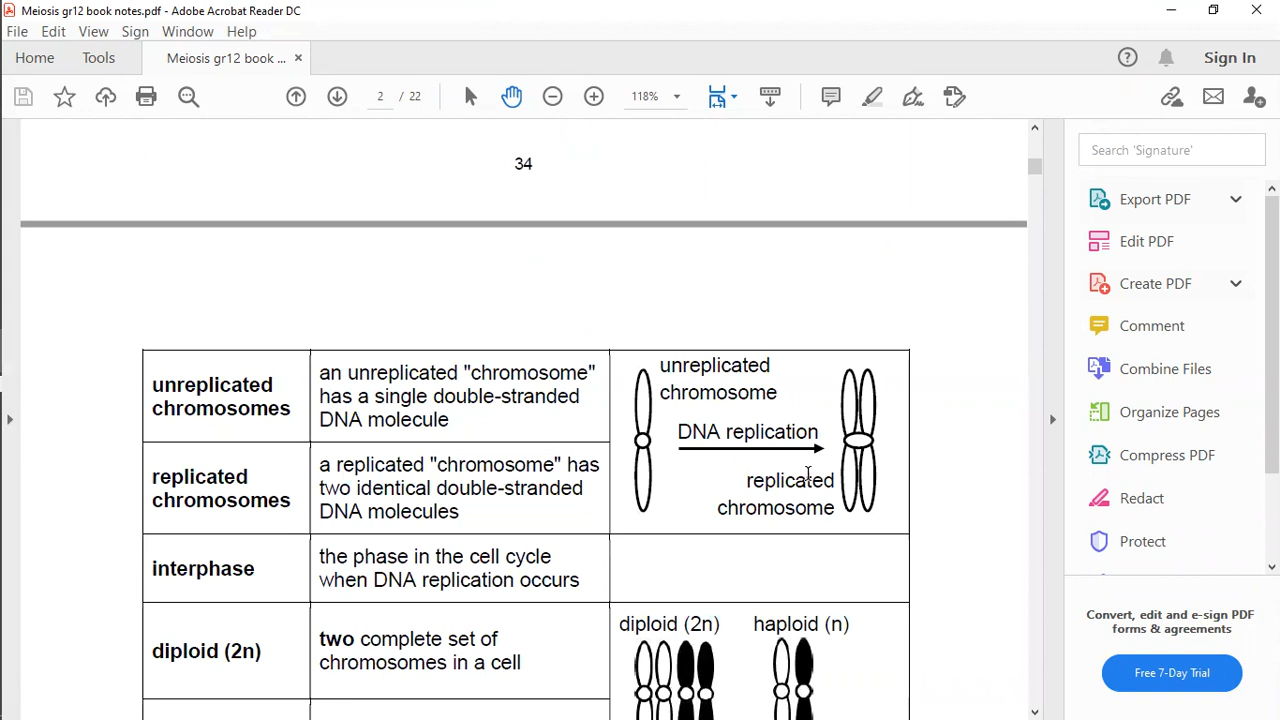 Meiosis gr12 book notes.pdf - Adobe Acrobat Reader DC
File Edit View Sign Window Help
Home Tools Meiosis gr12 book ... ×
2 / 22 118% Sign In
34
Search 'Signature'
Export PDF
Edit PDF
Create PDF
Comment
Combine Files
Organize Pages
Compress PDF
Redact
Protect
Convert, edit and e-sign PDF
forms & agreements
Free 7-Day Trial
unreplicated
chromosomes
an unreplicated "chromosome"
has a single double-stranded
DNA molecule
unreplicated
chromosome
DNA replication
replicated
chromosome
replicated
chromosomes
a replicated "chromosome" has
two identical double-stranded
DNA molecules
interphase
the phase in the cell cycle
when DNA replication occurs
diploid (2n)
two complete set of
chromosomes in a cell
diploid (2n) haploid (n)